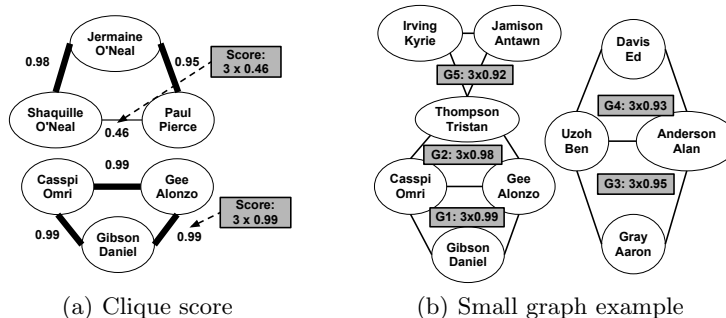 Jermaine
O'Neal
0.98
0.95
Score:
3 x 0.46
Shaquille
O'Neal
0.46
Paul
Pierce
0.99
Casspi
Omri
Gee
Alonzo
0.99
Gibson
Daniel
0.99
Score:
3 x 0.99
(a) Clique score
Irving
Kyrie
Jamison
Antawn
G5: 3x0.92
Thompson
Tristan
G2: 3x0.98
Casspi
Omri
Gee
Alonzo
G1: 3x0.99
Gibson
Daniel
Davis
Ed
G4: 3x0.93
Uzoh
Ben
Anderson
Alan
G3: 3x0.95
Gray
Aaron
(b) Small graph example